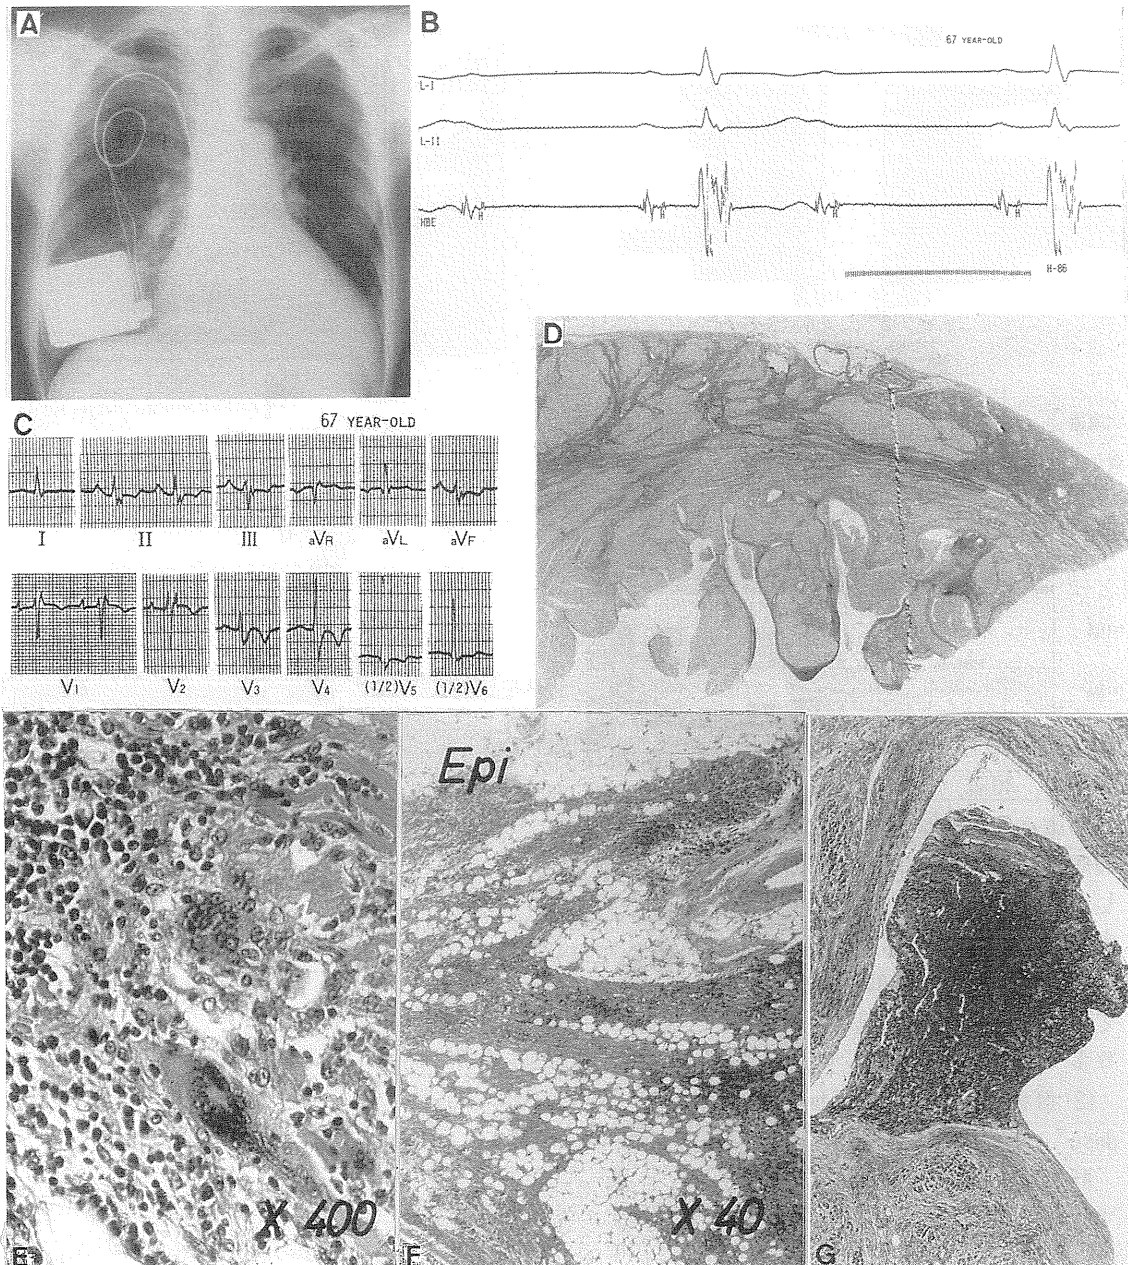 A
B
67 YEAR-OLD
L-I
L-II
H H H H
HBE
H-86
D
C
67 YEAR-OLD
I II III aVR aVL aVF
V1 V2 V3 V4 (1/2)V5 (1/2)V6
Epi
X 400
X 40
E F G